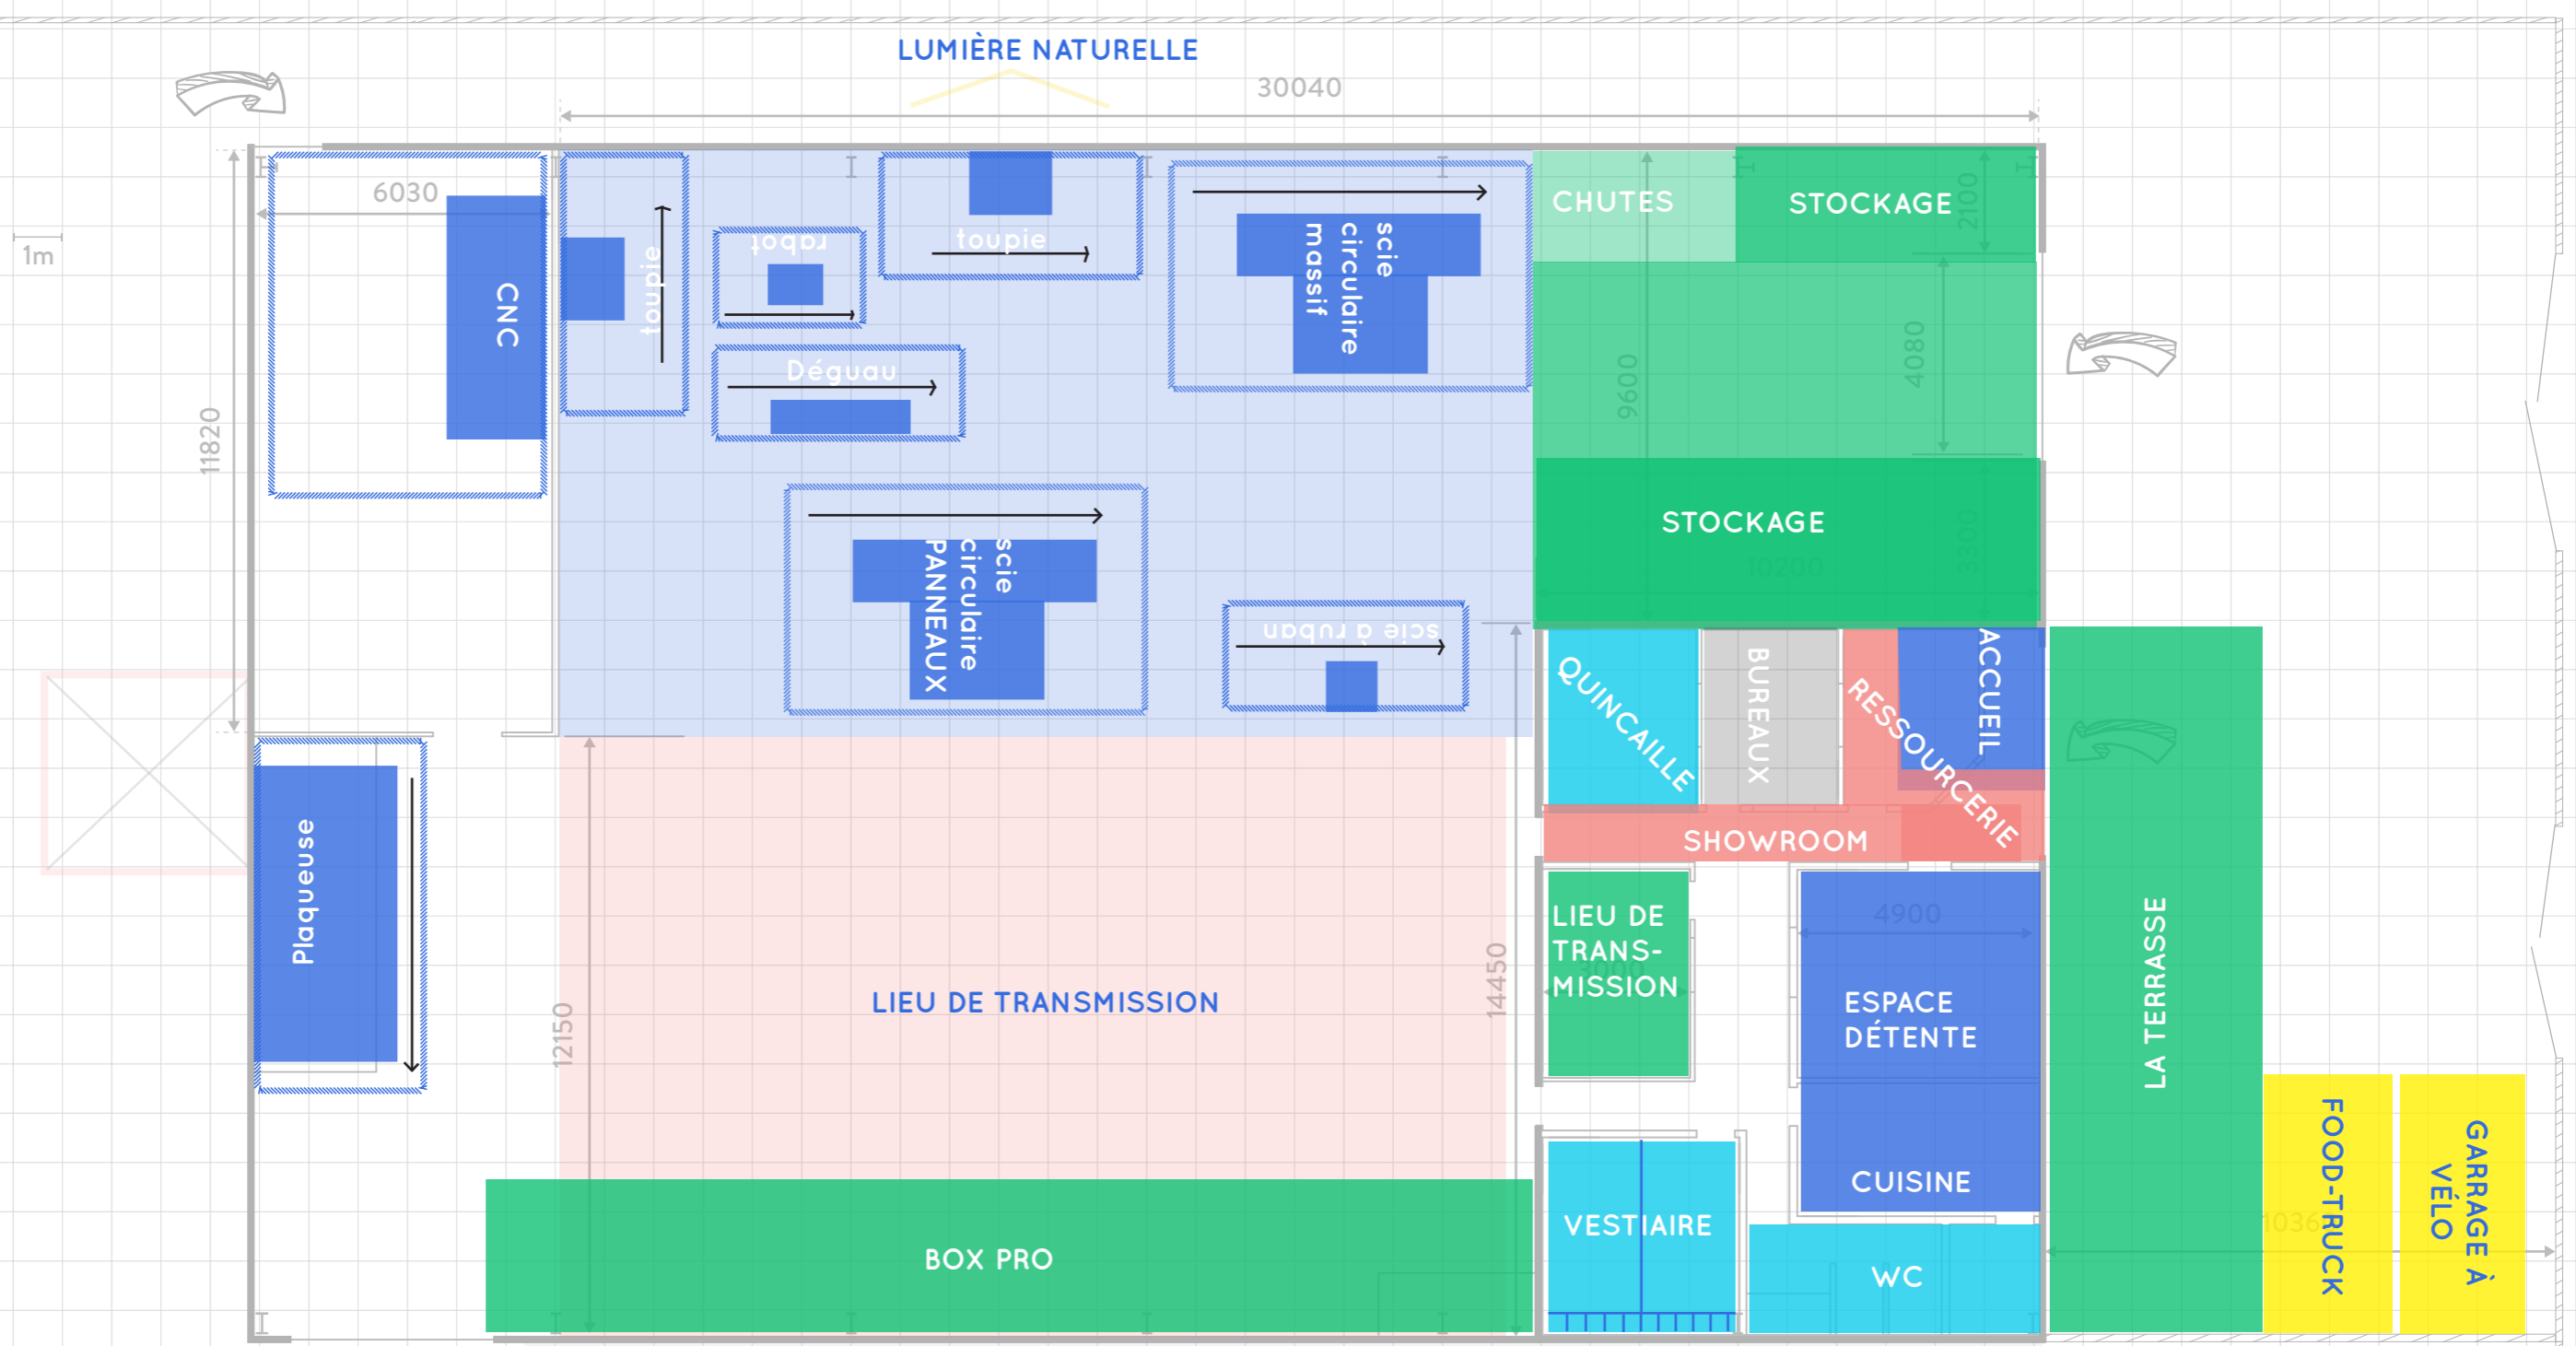 LUMIÈRE NATURELLE
30040
6030
1m
11820
CNC
toupie
rabot
toupie
Déguau
scie
circulaire
massif
scie
circulaire
PANNEAUX
scie à ruban
CHUTES
STOCKAGE
2100
4080
9600
STOCKAGE
3300
10200
QUINCAILLE
BUREAUX
RESSOURCERIE
ACCUEIL
SHOWROOM
Plaqueuse
LIEU DE TRANSMISSION
12150
14450
LIEU DE
TRANS-
MISSION
3000
4900
ESPACE
DÉTENTE
CUISINE
LA TERRASSE
BOX PRO
VESTIAIRE
WC
FOOD-TRUCK
GARRAGE À
VÉLO